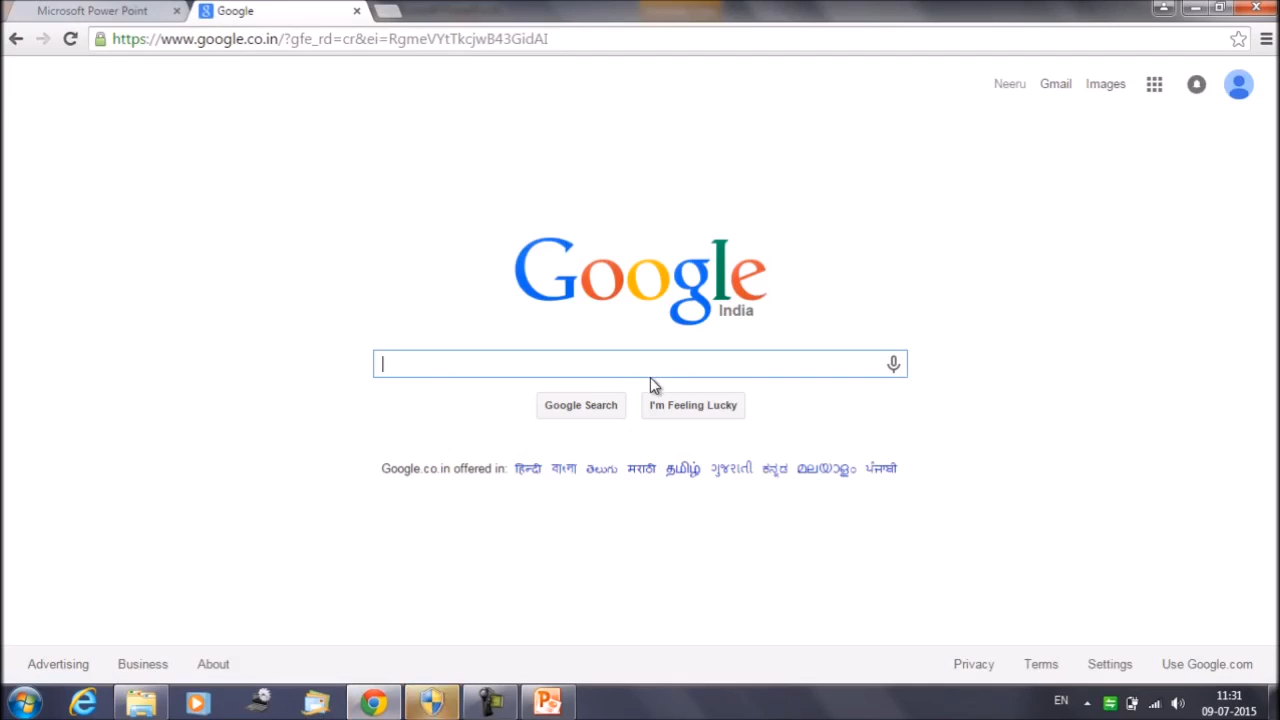 Microsoft Power Point
Google
https://www.google.co.in/?gfe_rd=cr&ei=RgmeVYtTkcjwB43GidAI
Neeru Gmail Images
Google
India
Google Search I'm Feeling Lucky
Google.co.in offered in: हिन्दी বাংলা తెలుగు मराठी தமிழ் ગુજરાતી ಕನ್ನಡ മലയാളം ਪੰਜਾਬੀ
Advertising Business About Privacy Terms Settings Use Google.com
EN 11:31
09-07-2015